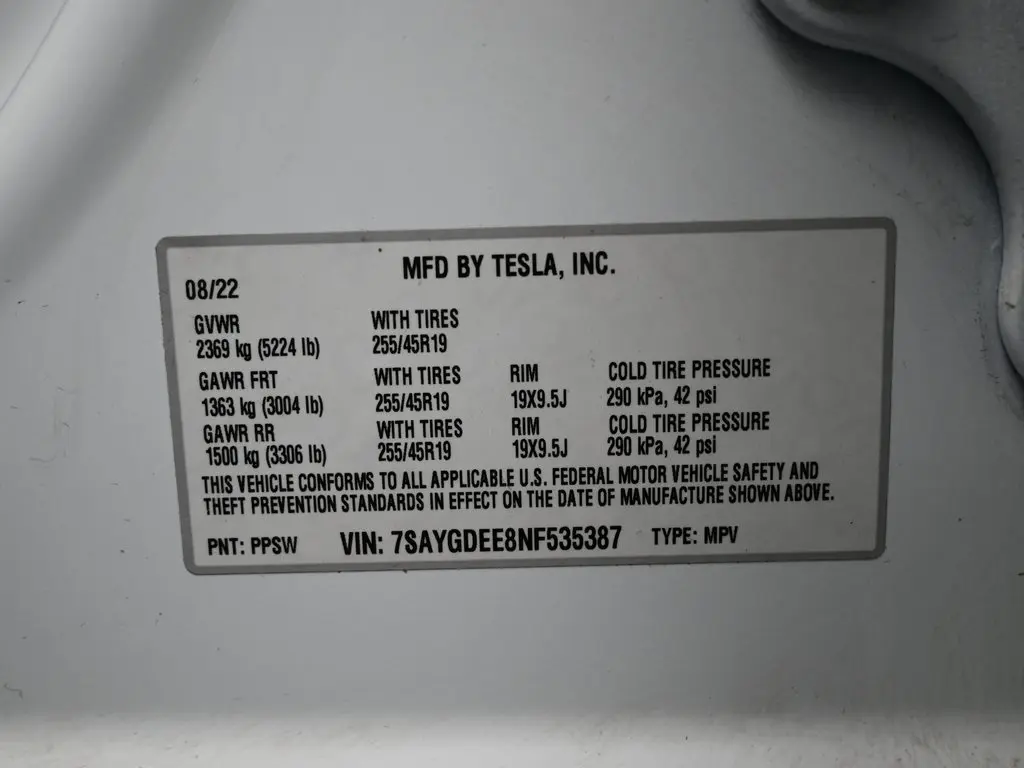 MFD BY TESLA, INC.
08/22
GVWR WITH TIRES
2369 kg (5224 lb) 255/45R19
GAWR FRT WITH TIRES RIM COLD TIRE PRESSURE
1363 kg (3004 lb) 255/45R19 19X9.5J 290 kPa, 42 psi
GAWR RR WITH TIRES RIM COLD TIRE PRESSURE
1500 kg (3306 lb) 255/45R19 19X9.5J 290 kPa, 42 psi
THIS VEHICLE CONFORMS TO ALL APPLICABLE U.S. FEDERAL MOTOR VEHICLE SAFETY AND
THEFT PREVENTION STANDARDS IN EFFECT ON THE DATE OF MANUFACTURE SHOWN ABOVE.
PNT: PPSW VIN: 7SAYGDEE8NF535387 TYPE: MPV